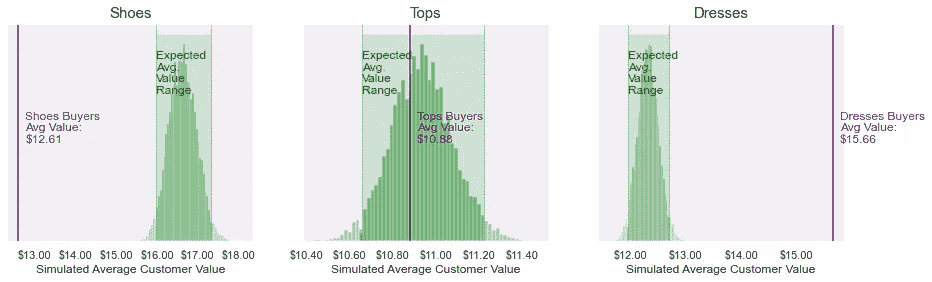 Shoes
Tops
Dresses
Expected
Avg.
Value
Range
Shoes Buyers
Avg Value:
$12.61
$13.00 $14.00 $15.00 $16.00 $17.00 $18.00
Simulated Average Customer Value
Expected
Avg.
Value
Range
Tops Buyers
Avg Value:
$10.88
$10.40 $10.60 $10.80 $11.00 $11.20 $11.40
Simulated Average Customer Value
Expected
Avg.
Value
Range
Dresses Buyers
Avg Value:
$15.66
$12.00 $13.00 $14.00 $15.00
Simulated Average Customer Value